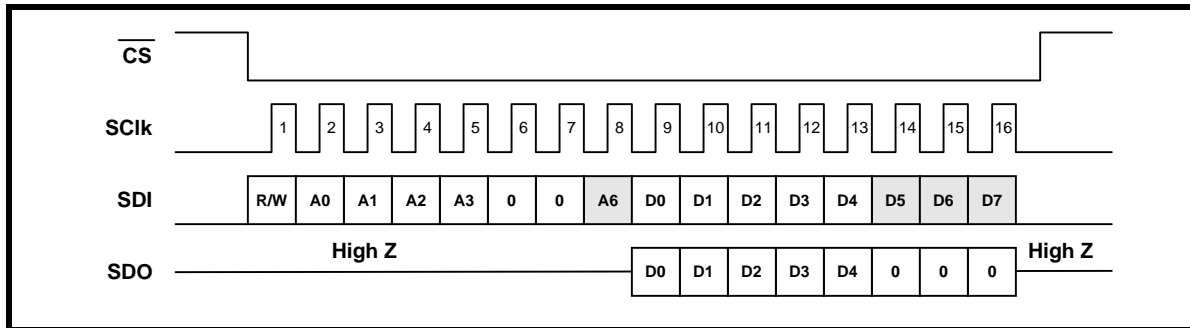 CS
SClk 1 2 3 4 5 6 7 8 9 10 11 12 13 14 15 16
SDI R/W A0 A1 A2 A3 0 0 A6 D0 D1 D2 D3 D4 D5 D6 D7
High Z High Z
SDO D0 D1 D2 D3 D4 0 0 0